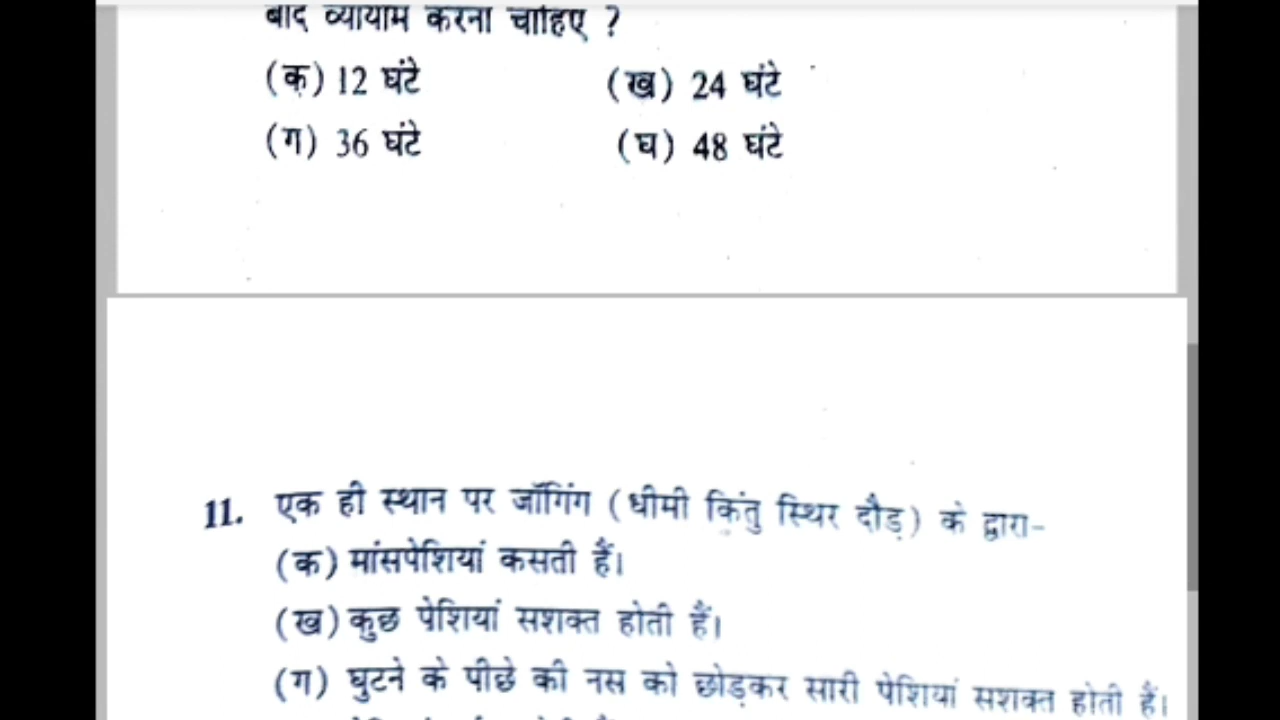 बाद व्यायाम करना चाहिए ?
(क) 12 घंटे (ख) 24 घंटे
(ग) 36 घंटे (घ) 48 घंटे
11. एक ही स्थान पर जॉगिंग (धीमी किंतु स्थिर दौड़) के द्वारा-
(क) मांसपेशियां कसती हैं।
(ख) कुछ पेशियां सशक्त होती हैं।
(ग) घुटने के पीछे की नस को छोड़कर सारी पेशियां सशक्त होती हैं।